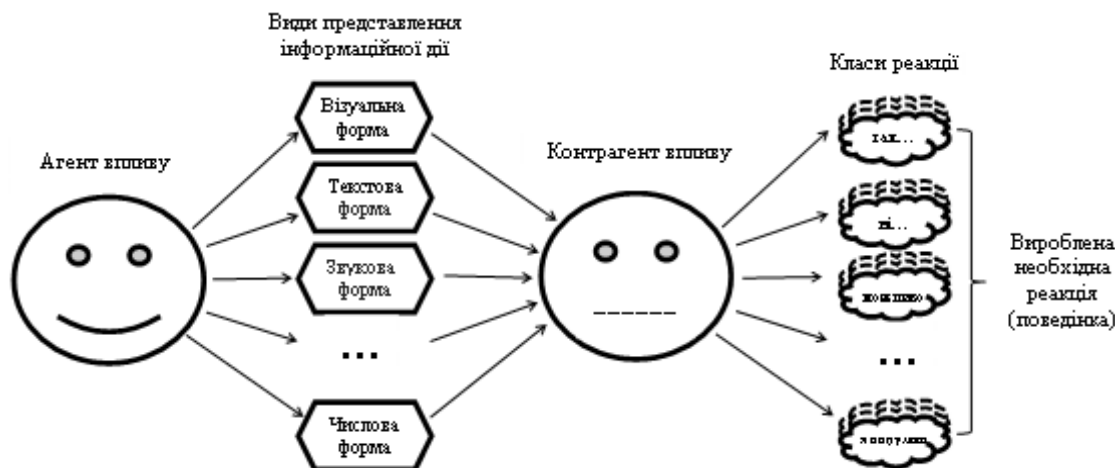 Види представлення
інформаційної дії
Класи реакції
Агент впливу
Контрагент впливу
Візуальна
форма
Текстова
форма
Звукова
форма
...
Числова
форма
так...
ні...
...
Вироблена
необхідна
реакція
(поведінка)